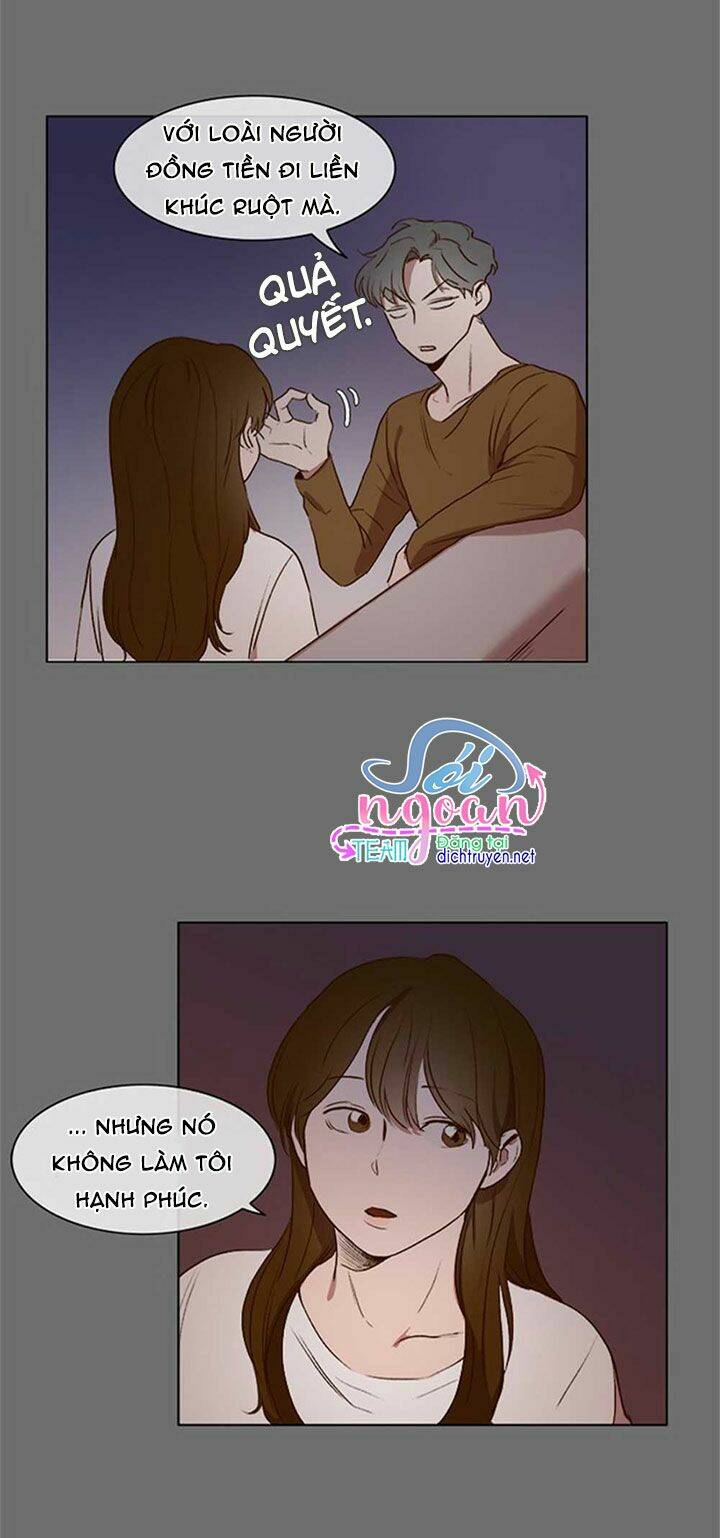 VỚI LOÀI NGƯỜI
ĐỒNG TIỀN ĐI LIỀN
KHÚC RUỘT MÀ.
QUẢ
QUYẾT.
Sói
ngoan
TEAM
Đăng tại
dichtruyen.net
... NHƯNG NÓ
KHÔNG LÀM TÔI
HẠNH PHÚC.